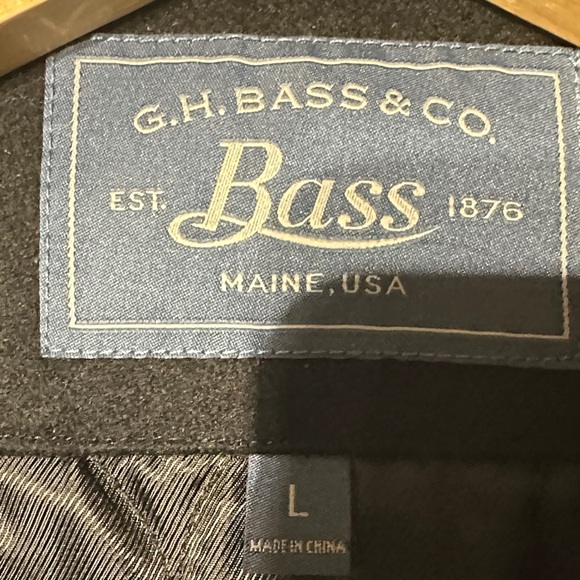 G.H. BASS & CO.
EST. Bass 1876
MAINE, USA
L
MADE IN CHINA